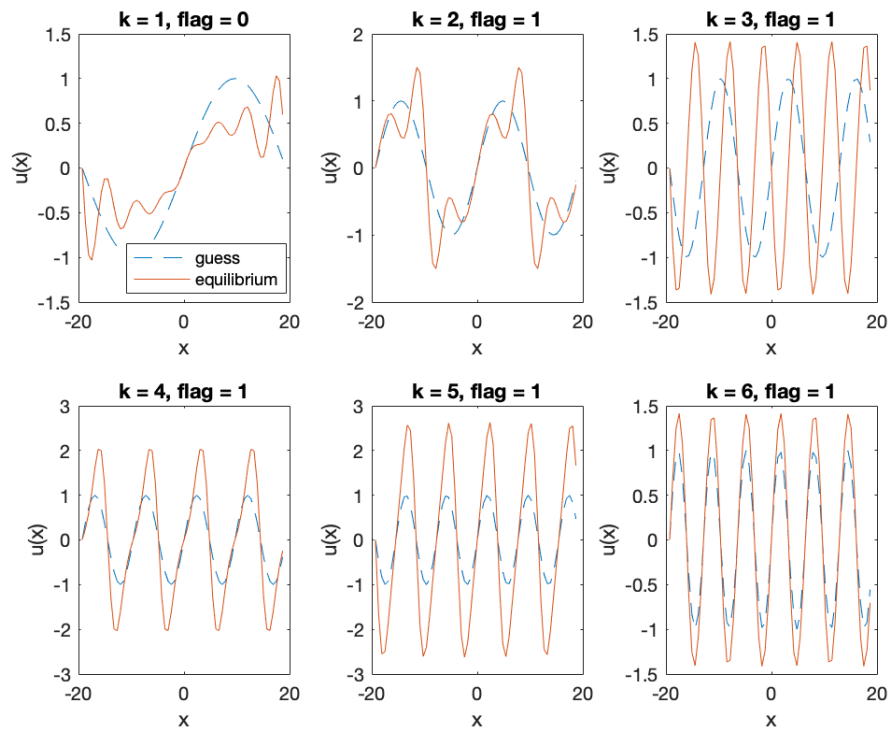 k = 1, flag = 0
1.5
1
0.5
0
-0.5
-1
-1.5
u(x)
guess
equilibrium
-20
0
20
x
k = 2, flag = 1
2
1
0
-1
-2
u(x)
-20
0
20
x
k = 3, flag = 1
1.5
1
0.5
0
-0.5
-1
-1.5
u(x)
-20
0
20
x
k = 4, flag = 1
3
2
1
0
-1
-2
-3
u(x)
-20
0
20
x
k = 5, flag = 1
3
2
1
0
-1
-2
-3
u(x)
-20
0
20
x
k = 6, flag = 1
1.5
1
0.5
0
-0.5
-1
-1.5
u(x)
-20
0
20
x